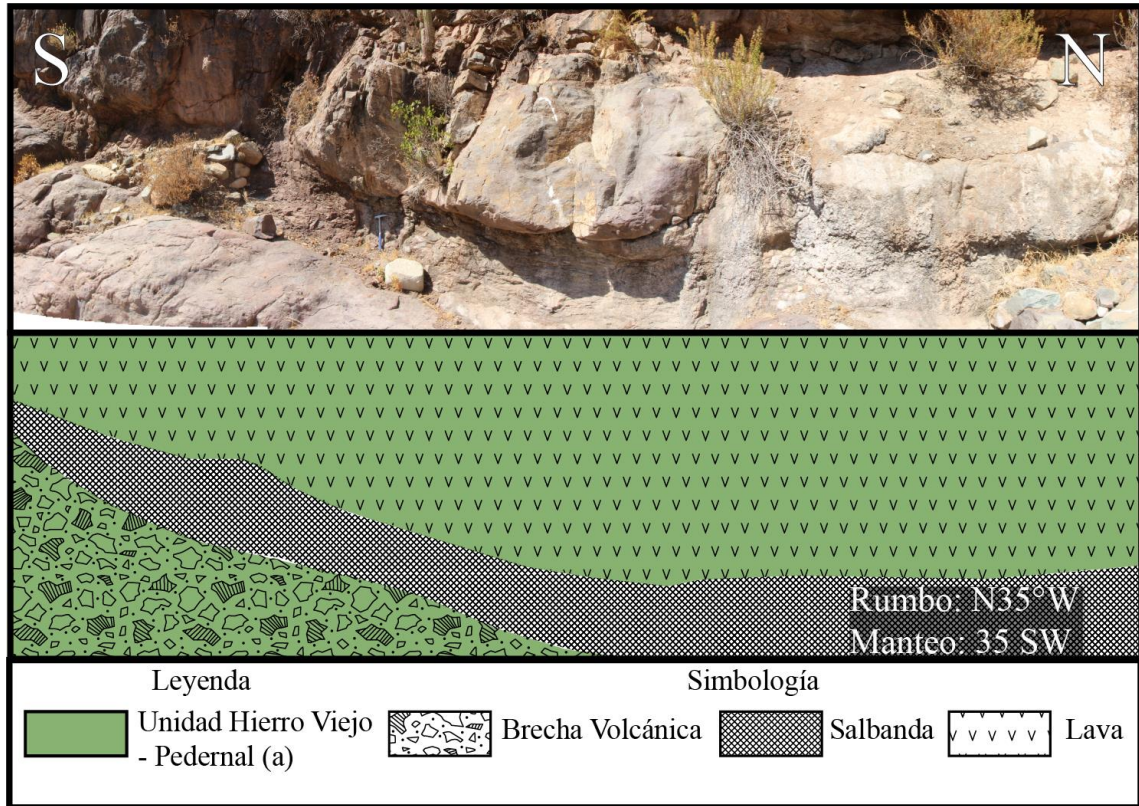 S
N
Rumbo: N35°W
Manteo: 35 SW
Leyenda
Simbología
Unidad Hierro Viejo
- Pedernal (a)
Brecha Volcánica
Salbanda
Lava